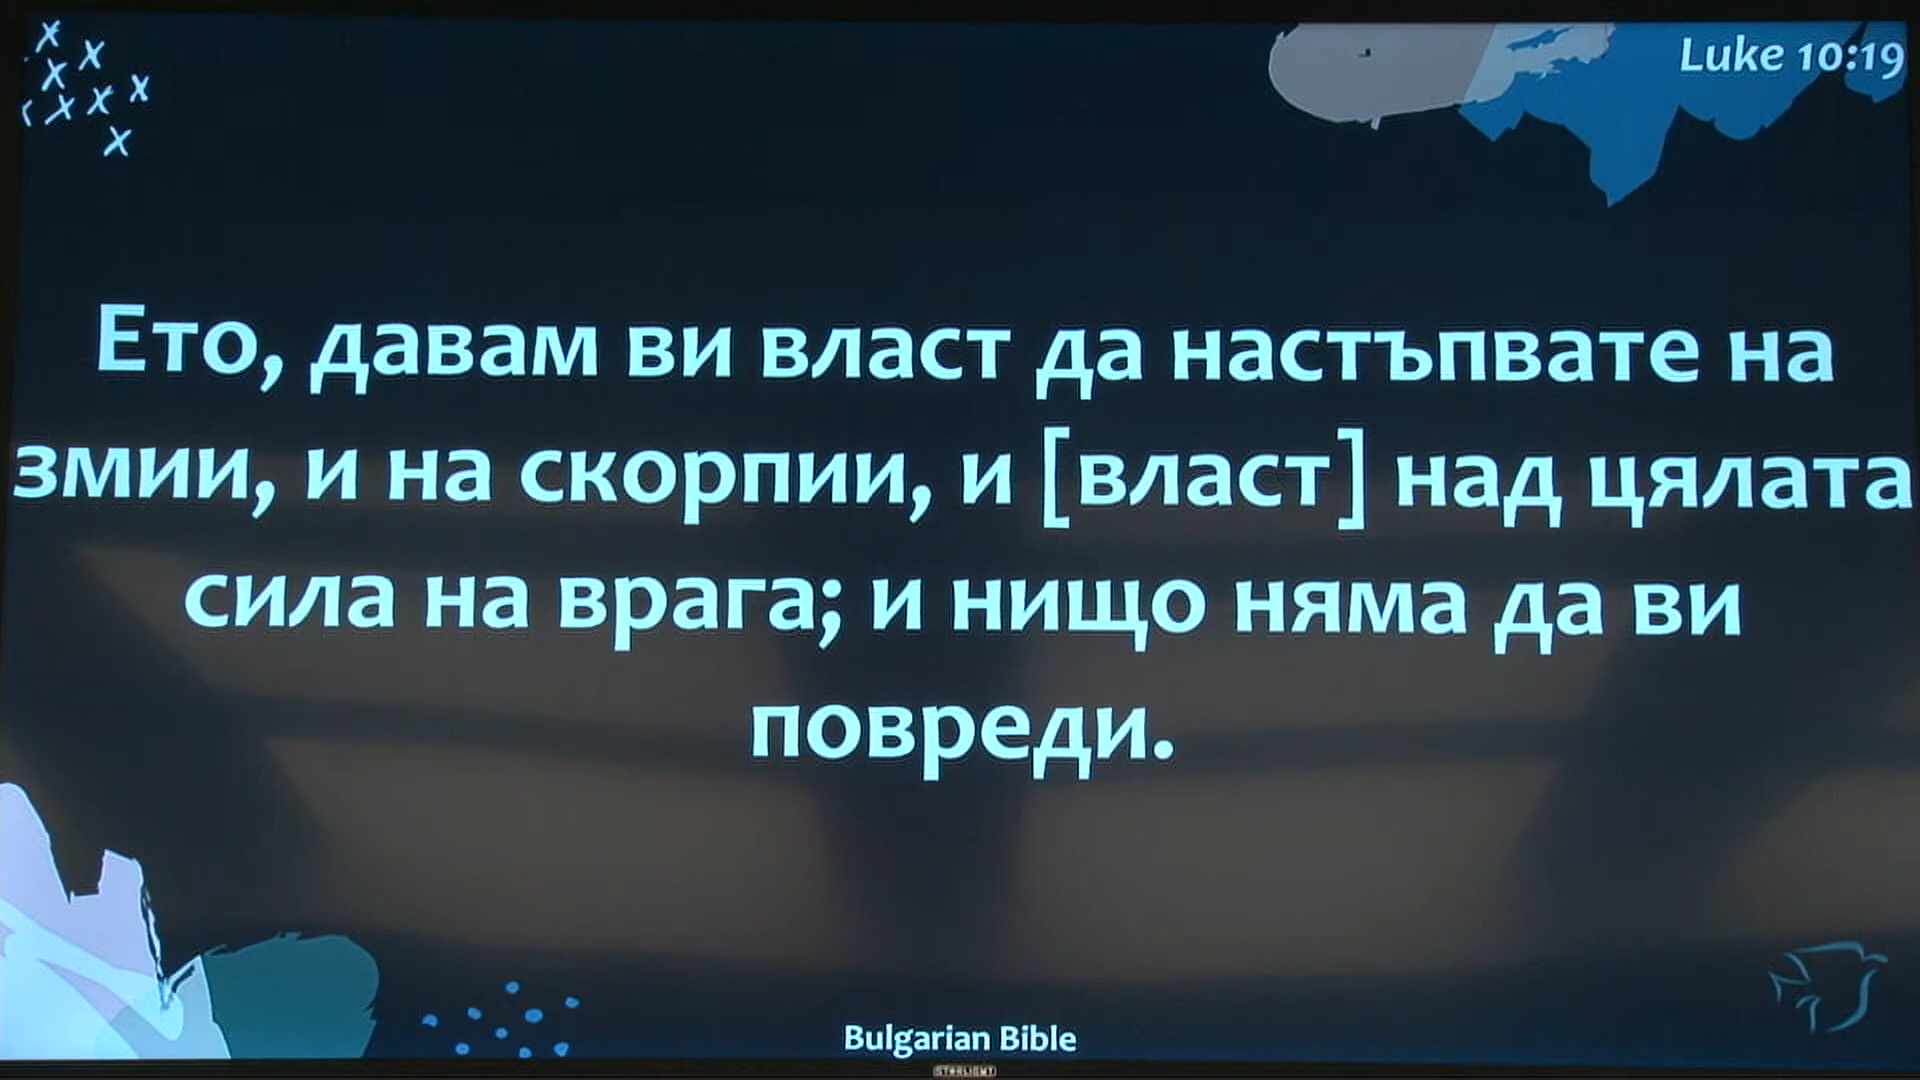 Luke 10:19
Ето, давам ви власт да настъпвате на
змии, и на скорпии, и [власт] над цялата
сила на врага; и нищо няма да ви
повреди.
Bulgarian Bible
STARLIGHT